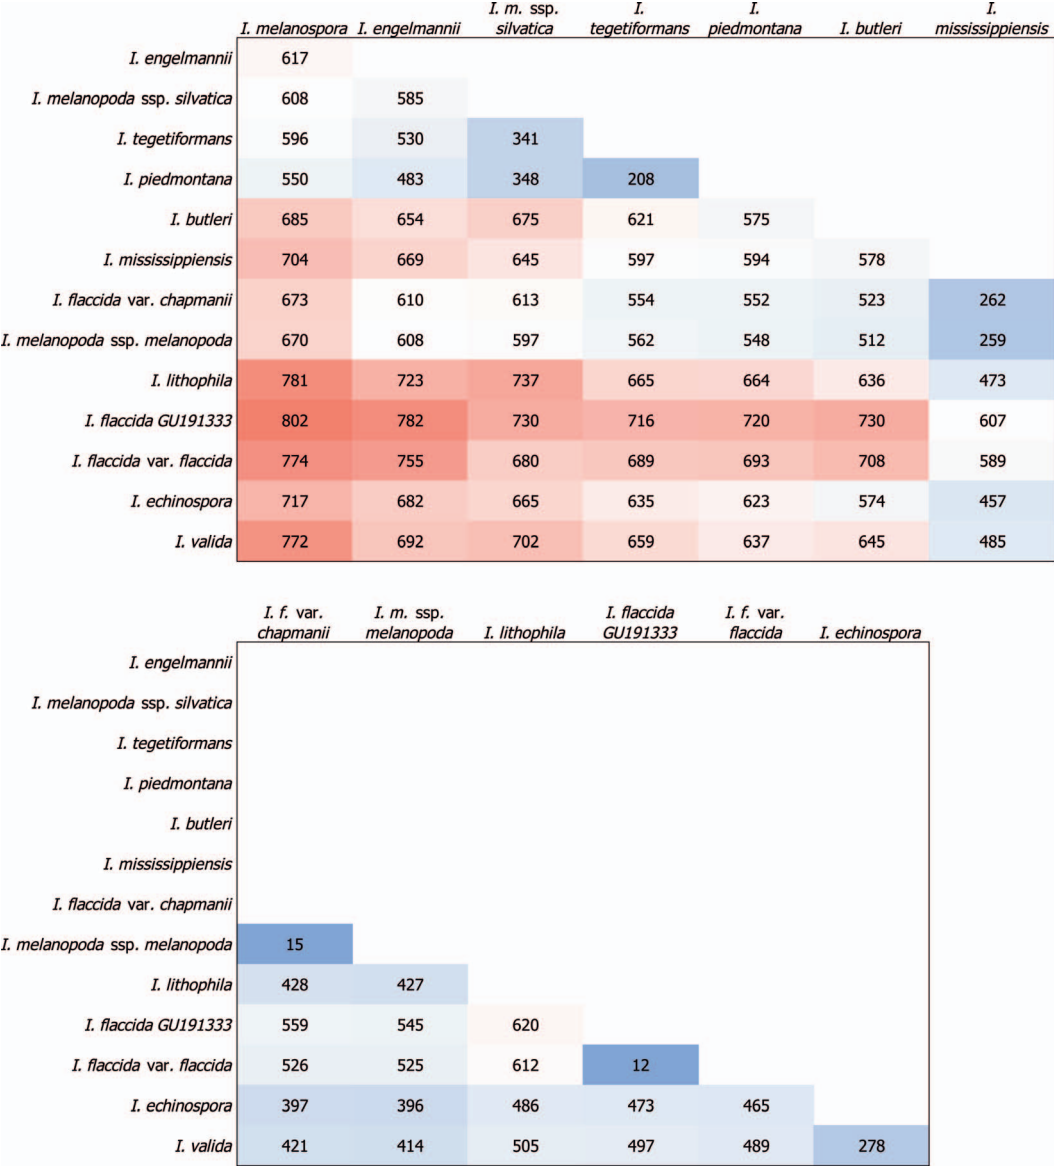 I. m. ssp. I. I. I.
I. melanospora I. engelmannii silvatica tegetiformans piedmontana I. butleri mississippiensis
I. engelmannii 617
I. melanopoda ssp. silvatica 608 585
I. tegetiformans 596 530 341
I. piedmontana 550 483 348 208
I. butleri 685 654 675 621 575
I. mississippiensis 704 669 645 597 594 578
I. flaccida var. chapmanii 673 610 613 554 552 523 262
I. melanopoda ssp. melanopoda 670 608 597 562 548 512 259
I. lithophila 781 723 737 665 664 636 473
I. flaccida GU191333 802 782 730 716 720 730 607
I. flaccida var. flaccida 774 755 680 689 693 708 589
I. echinospora 717 682 665 635 623 574 457
I. valida 772 692 702 659 637 645 485
I. f. var. I. m. ssp. I. flaccida I. f. var.
chapmanii melanopoda I. lithophila GU191333 flaccida I. echinospora
I. engelmannii
I. melanopoda ssp. silvatica
I. tegetiformans
I. piedmontana
I. butleri
I. mississippiensis
I. flaccida var. chapmanii
I. melanopoda ssp. melanopoda 15
I. lithophila 428 427
I. flaccida GU191333 559 545 620
I. flaccida var. flaccida 526 525 612 12
I. echinospora 397 396 486 473 465
I. valida 421 414 505 497 489 278